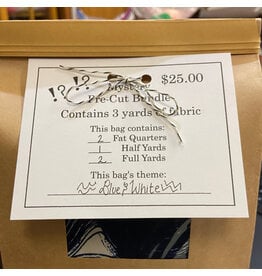 !? !? $25.00
Mystery
Pre-Cut Bundle
Contains 3 yards of fabric
This bag contains:
2 Fat Quarters
1 Half Yards
2 Full Yards
This bag's theme:
Blue & White